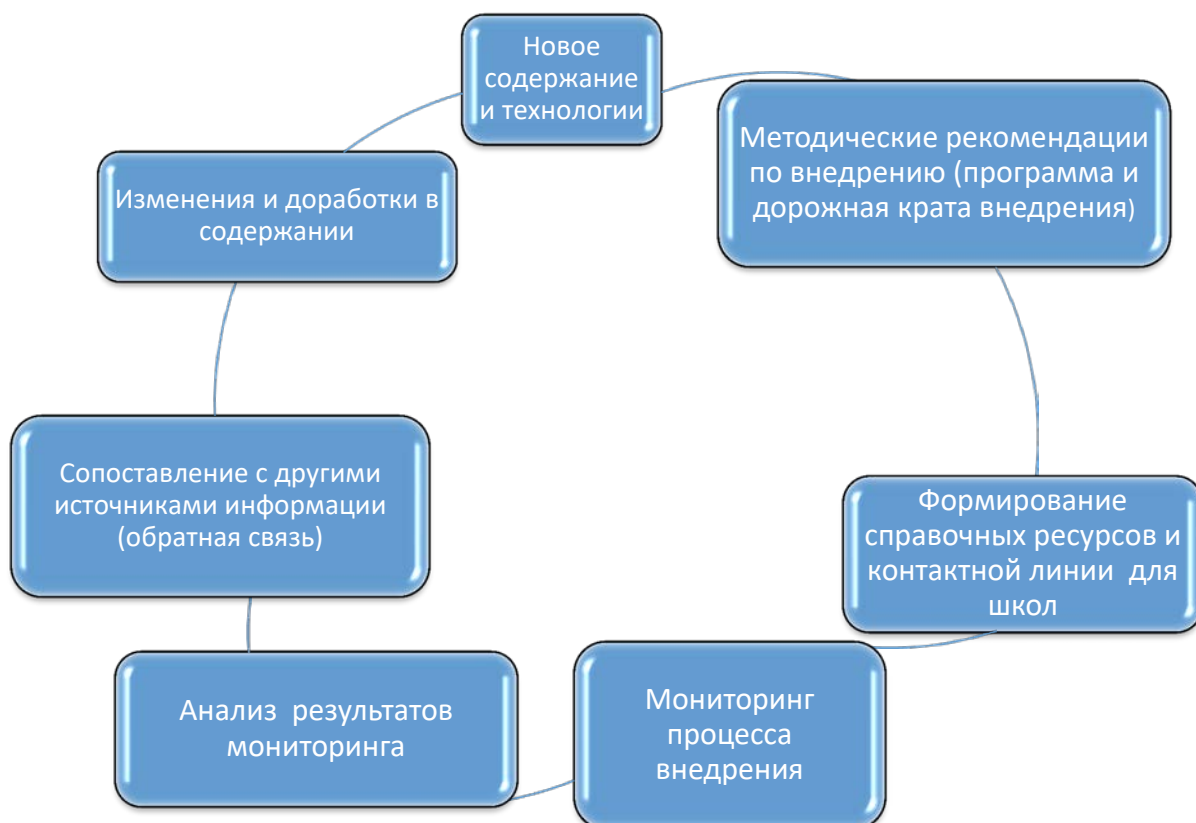 Новое
содержание
и технологии
Методические рекомендации
по внедрению (программа и
дорожная крата внедрения)
Формирование
справочных ресурсов и
контактной линии для
школ
Мониторинг
процесса
внедрения
Анализ результатов
мониторинга
Сопоставление с другими
источниками информации
(обратная связь)
Изменения и доработки в
содержании